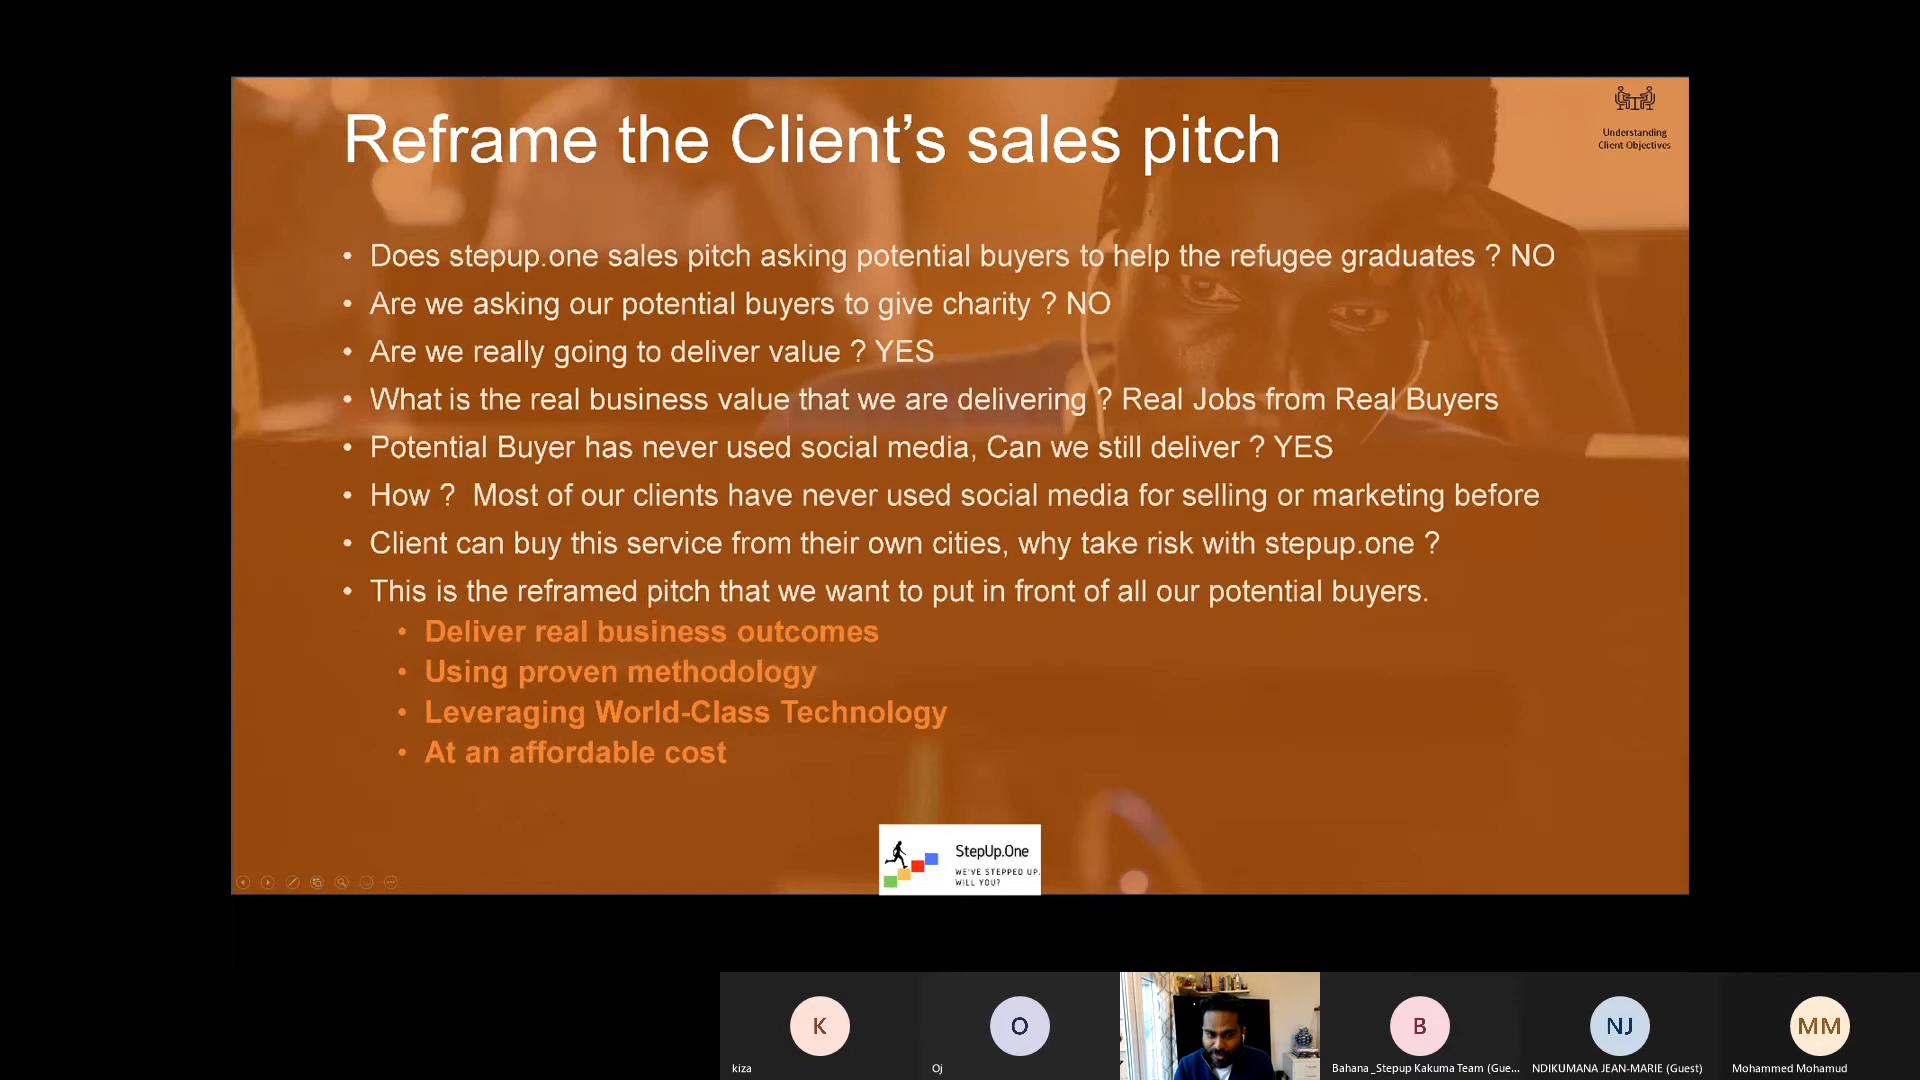 Reframe the Client’s sales pitch
Understanding
Client Objectives
• Does stepup.one sales pitch asking potential buyers to help the refugee graduates ? NO
• Are we asking our potential buyers to give charity ? NO
• Are we really going to deliver value ? YES
• What is the real business value that we are delivering ? Real Jobs from Real Buyers
• Potential Buyer has never used social media, Can we still deliver ? YES
• How ?  Most of our clients have never used social media for selling or marketing before
• Client can buy this service from their own cities, why take risk with stepup.one ?
• This is the reframed pitch that we want to put in front of all our potential buyers.
• Deliver real business outcomes
• Using proven methodology
• Leveraging World-Class Technology
• At an affordable cost
StepUp.One
WE'VE STEPPED UP.
WILL YOU?
K
O
B
NJ
MM
kiza
Oj
Bahana _Stepup Kakuma Team (Gue...
NDIKUMANA JEAN-MARIE (Guest)
Mohammed Mohamud